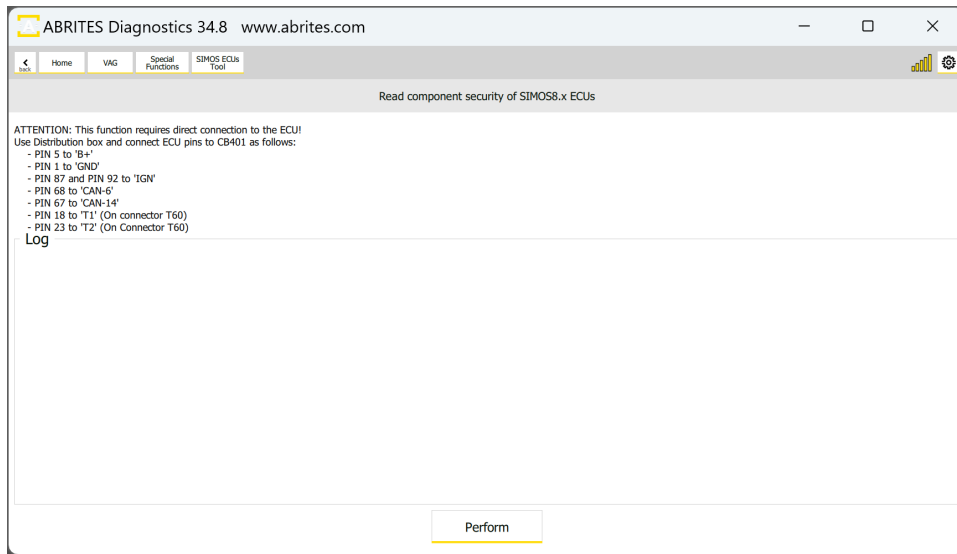 ABRITES Diagnostics 34.8 www.abrites.com
back
Home
VAG
Special
Functions
SIMOS ECUs
Tool
Read component security of SIMOS8.x ECUs
ATTENTION: This function requires direct connection to the ECU!
Use Distribution box and connect ECU pins to CB401 as follows:
- PIN 5 to 'B+'
- PIN 1 to 'GND'
- PIN 87 and PIN 92 to 'IGN'
- PIN 68 to 'CAN-6'
- PIN 67 to 'CAN-14'
- PIN 18 to 'T1' (On connector T60)
- PIN 23 to 'T2' (On Connector T60)
Log
Perform